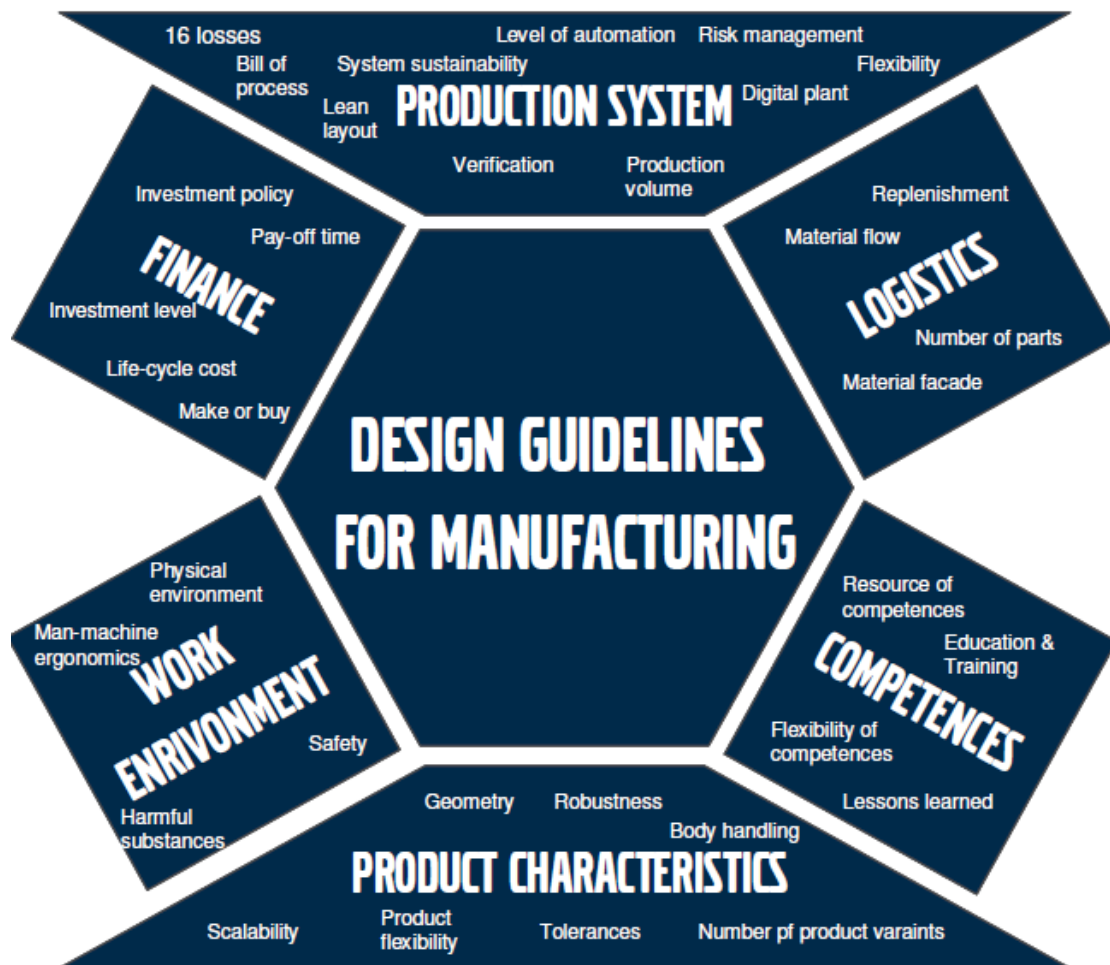 16 losses
Level of automation
Risk management
Bill of
process
System sustainability
Flexibility
Lean
layout
PRODUCTION SYSTEM
Digital plant
Verification
Production
volume
Investment policy
Pay-off time
FINANCE
Investment level
Life-cycle cost
Make or buy
Replenishment
Material flow
LOGISTICS
Number of parts
Material facade
DESIGN GUIDELINES
FOR MANUFACTURING
Physical
environment
Man-machine
ergonomics
WORK
ENRIVONMENT
Safety
Harmful
substances
Resource of
competences
Education &
Training
COMPETENCES
Flexibility of
competences
Lessons learned
Geometry
Robustness
Body handling
PRODUCT CHARACTERISTICS
Scalability
Product
flexibility
Tolerances
Number pf product varaints